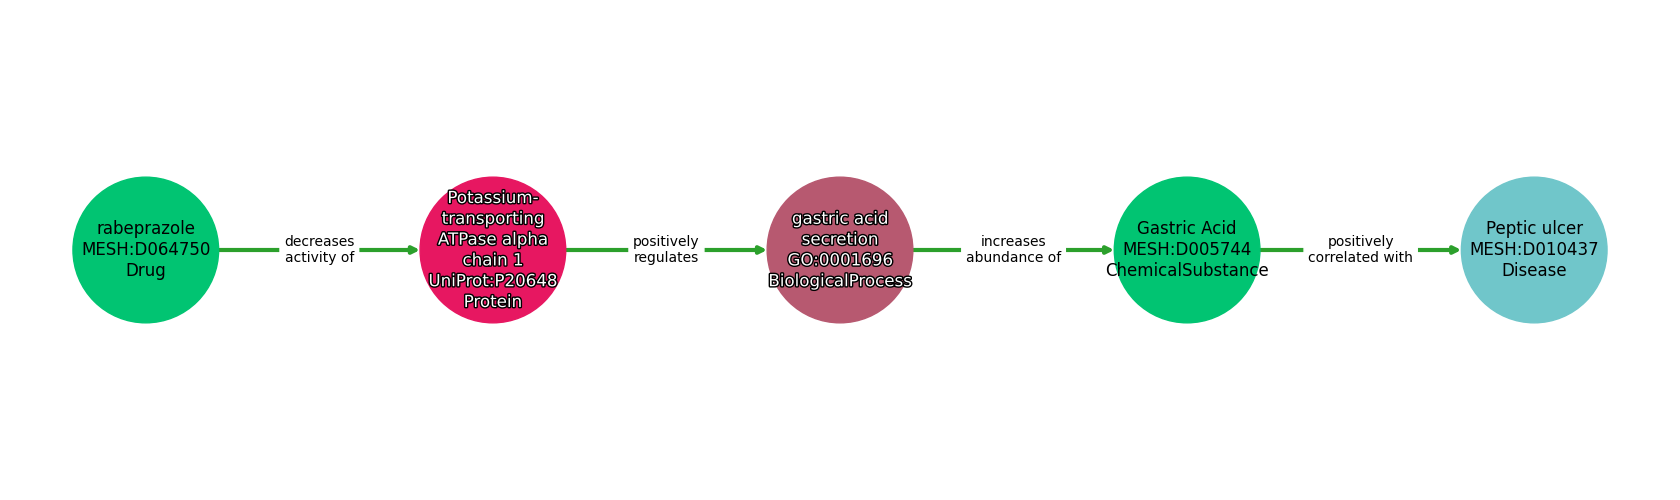 rabeprazole
MESH:D064750
Drug
decreases
activity of
Potassium-
transporting
ATPase alpha
chain 1
UniProt:P20648
Protein
positively
regulates
gastric acid
secretion
GO:0001696
BiologicalProcess
increases
abundance of
Gastric Acid
MESH:D005744
ChemicalSubstance
positively
correlated with
Peptic ulcer
MESH:D010437
Disease